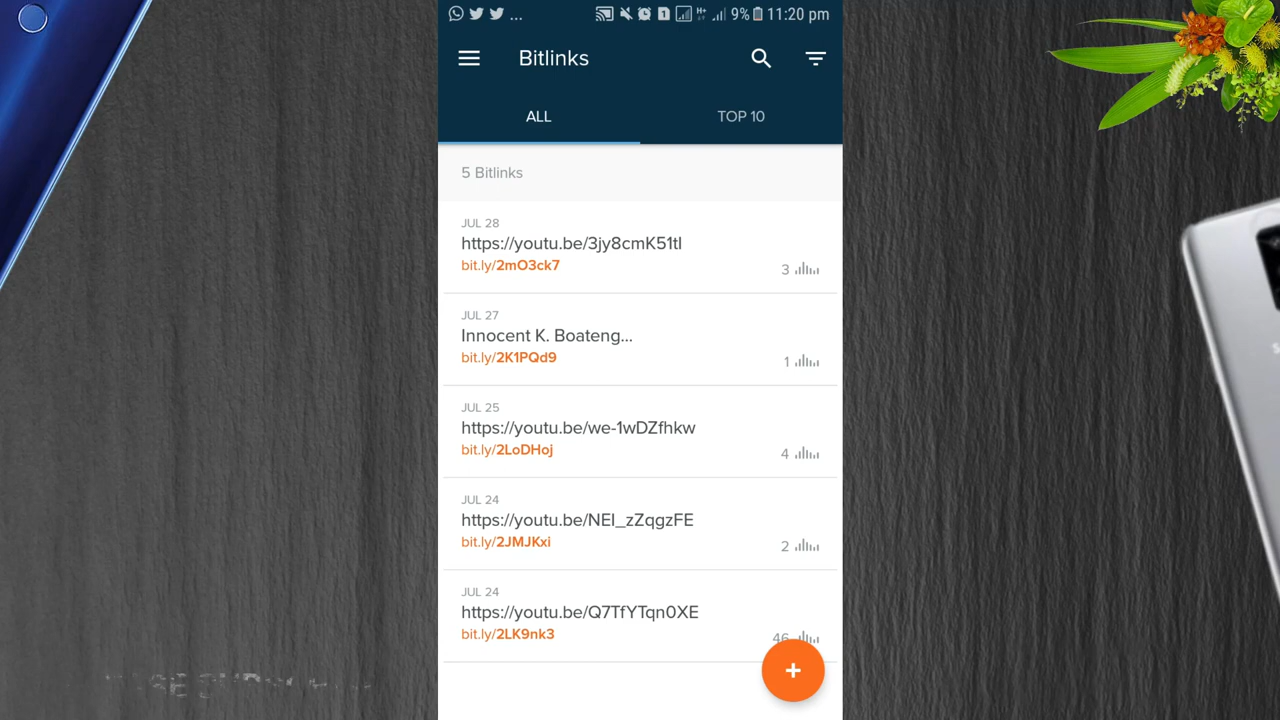 ... 1 H+ 9% 11:20 pm
Bitlinks
ALL TOP 10
5 Bitlinks
JUL 28
https://youtu.be/3jy8cmK51tI
bit.ly/2mO3ck7 3
JUL 27
Innocent K. Boateng...
bit.ly/2K1PQd9 1
JUL 25
https://youtu.be/we-1wDZfhkw
bit.ly/2LoDHoj 4
JUL 24
https://youtu.be/NEI_zZqgzFE
bit.ly/2JMJKxi 2
JUL 24
https://youtu.be/Q7TfYTqn0XE
bit.ly/2LK9nk3 46
+